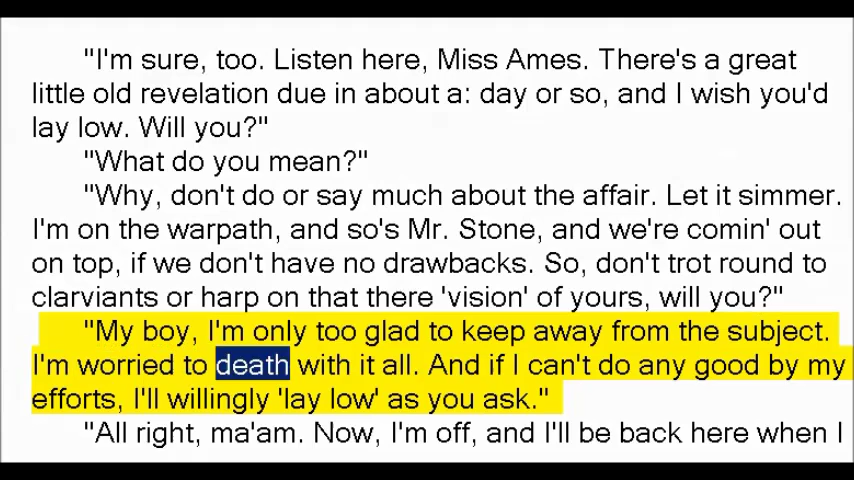 "I'm sure, too. Listen here, Miss Ames. There's a great
little old revelation due in about a: day or so, and I wish you'd
lay low. Will you?"
"What do you mean?"
"Why, don't do or say much about the affair. Let it simmer.
I'm on the warpath, and so's Mr. Stone, and we're comin' out
on top, if we don't have no drawbacks. So, don't trot round to
clarviants or harp on that there 'vision' of yours, will you?"
"My boy, I'm only too glad to keep away from the subject.
I'm worried to death with it all. And if I can't do any good by my
efforts, I'll willingly 'lay low' as you ask."
"All right, ma'am. Now, I'm off, and I'll be back here when I